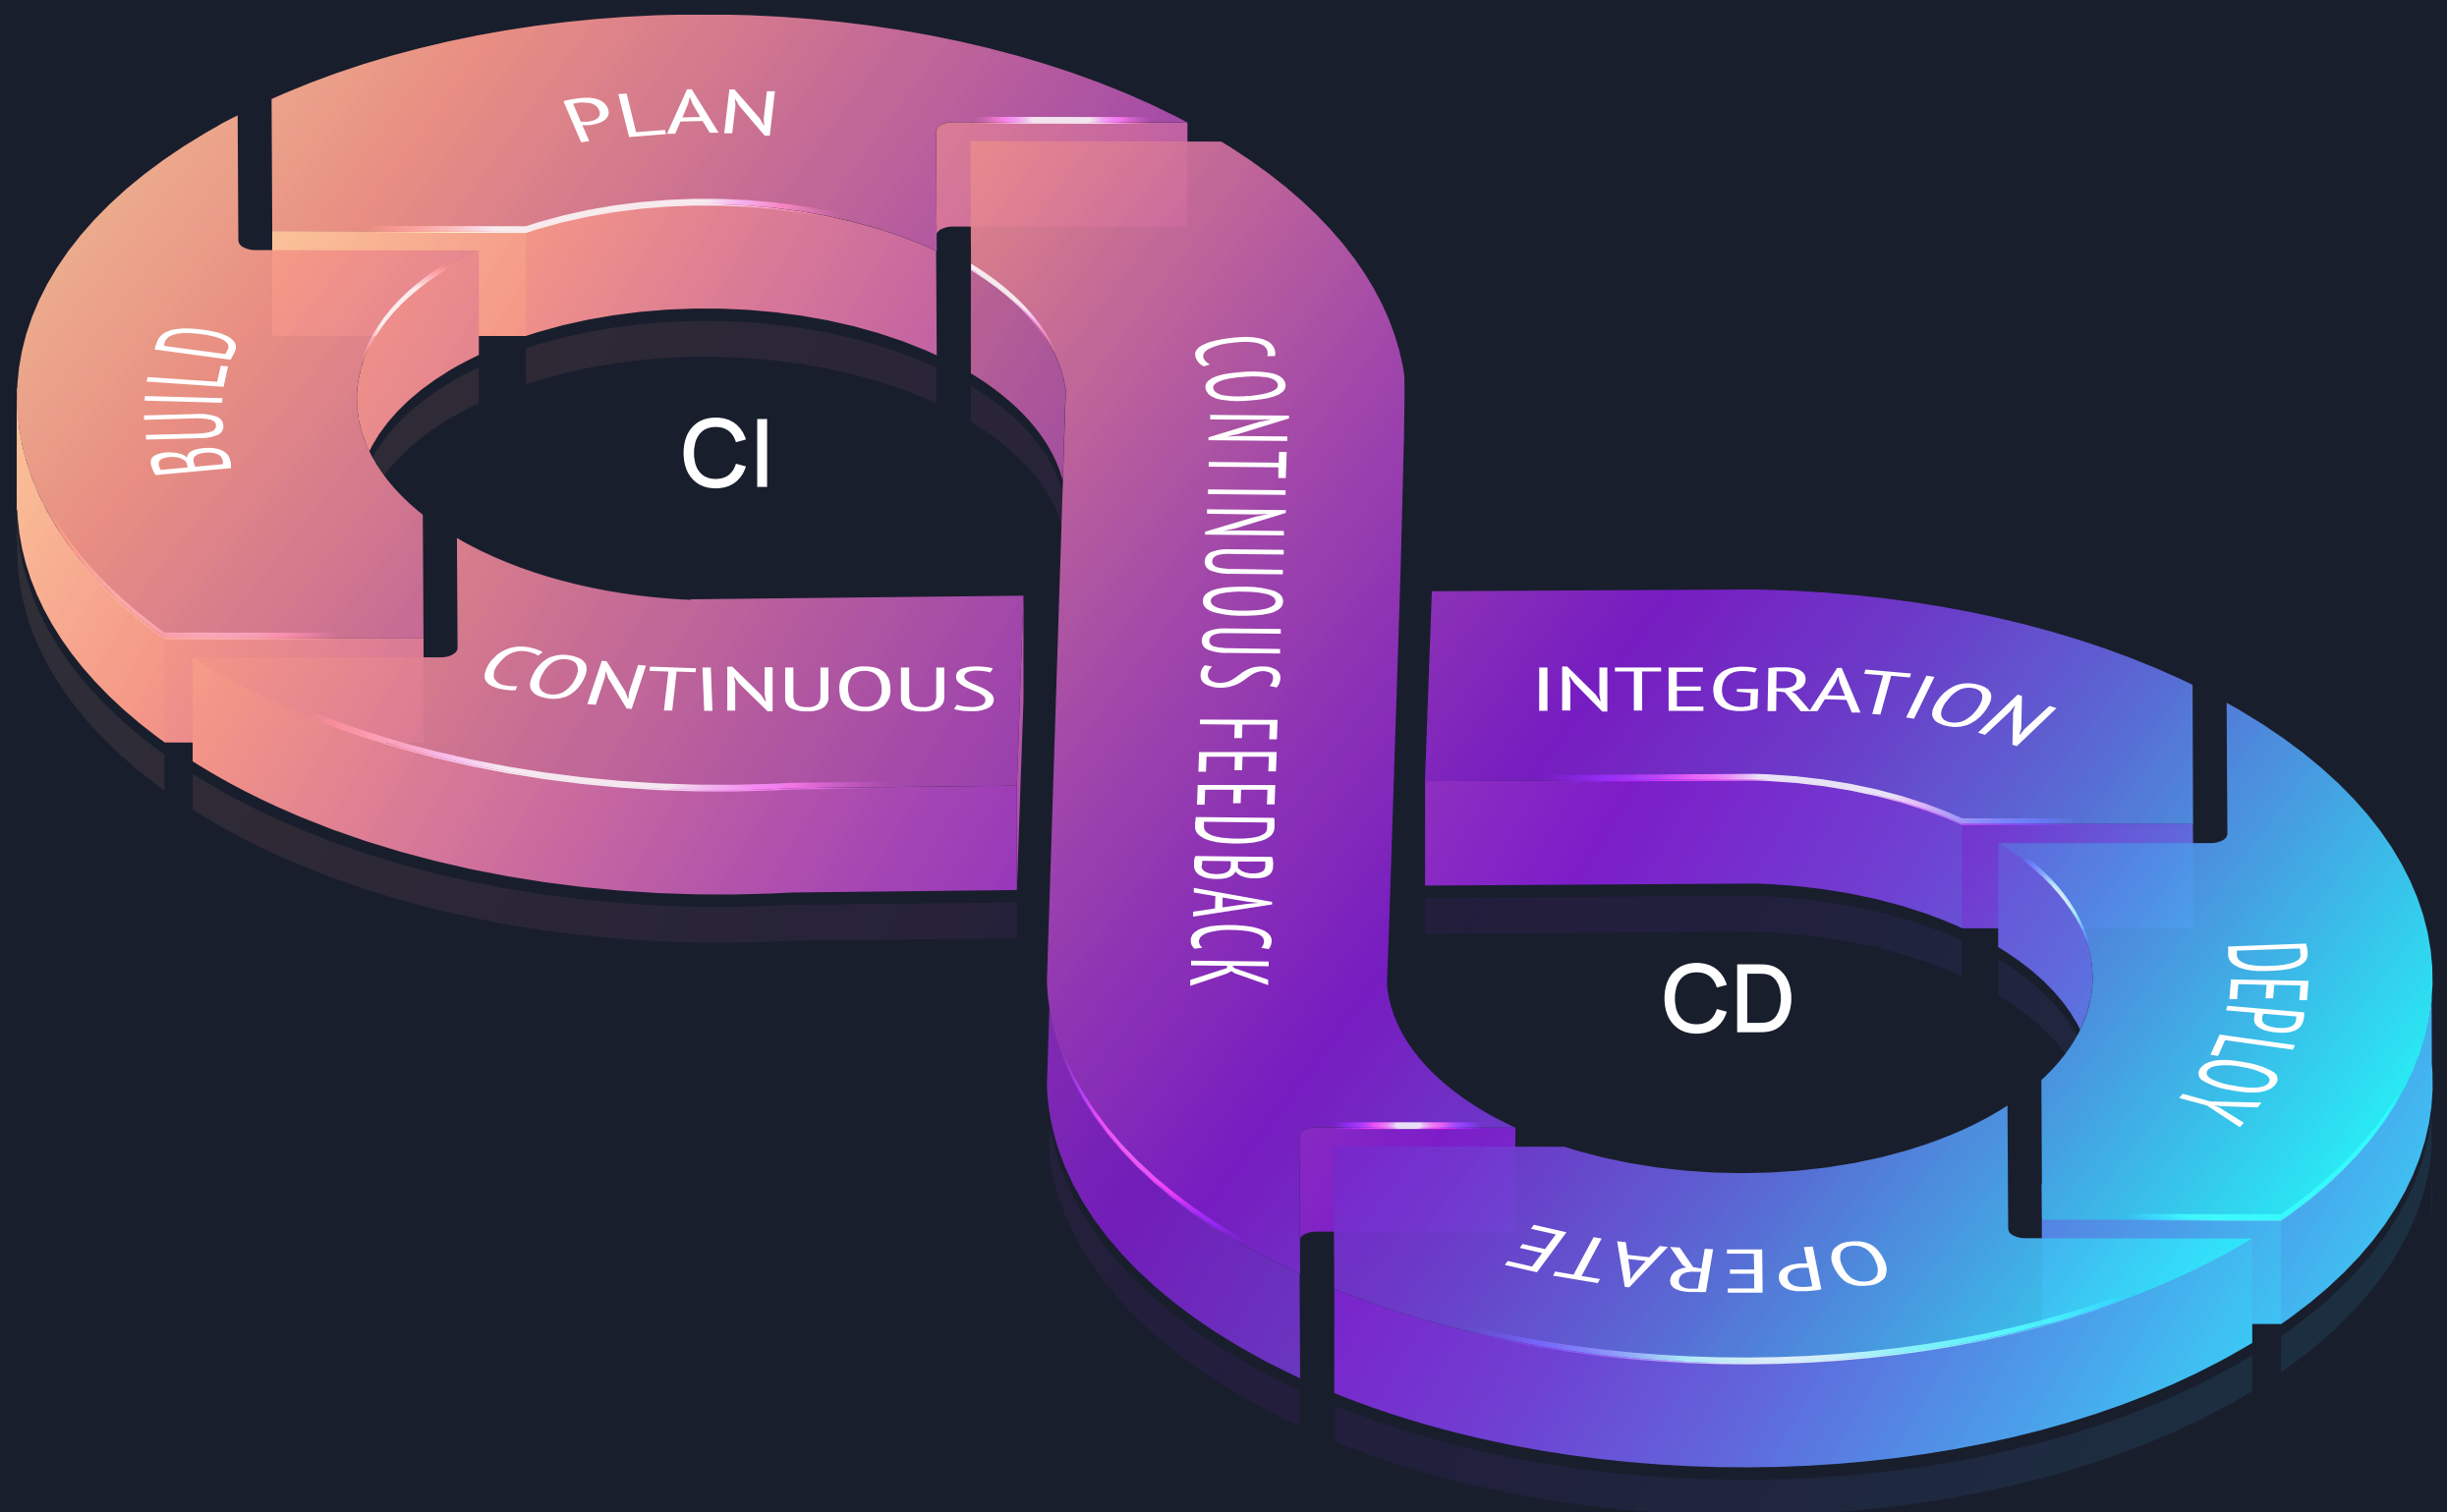 PLAN
BUILD
CI
CONTINUOUS
CONTINUOUS FEEDBACK
INTEGRATION
CD
DEPLOY
OPERATE